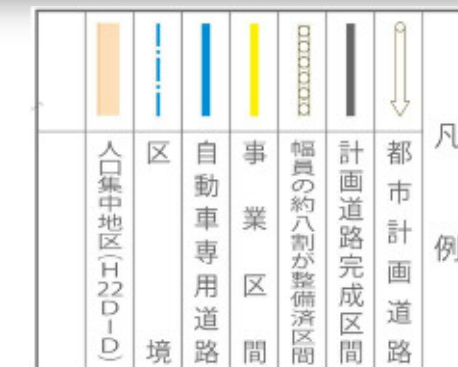 凡例
都市計画道路
計画道路完成区間
幅員の約八割が整備済区間
事業区間
自動車専用道路
区境
人口集中地区(H22DID)